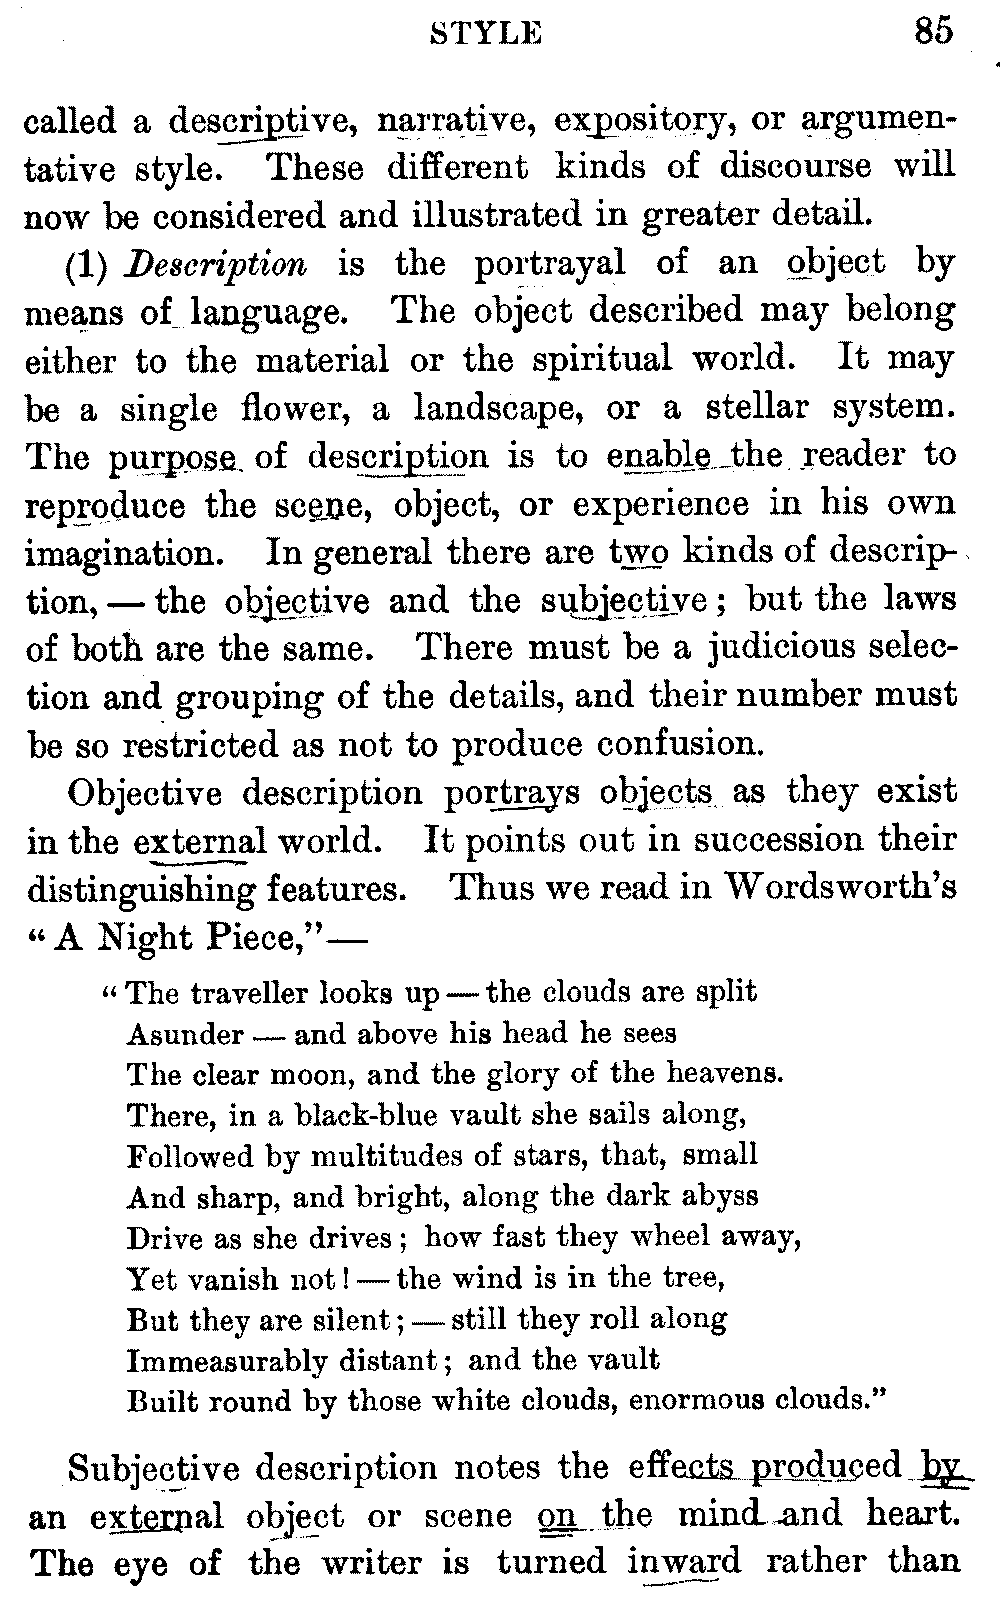 STYLE 85
called a descriptive, narrative, expository, or argumen-
tative style. These different kinds of discourse will
now be considered and illustrated in greater detail.
(1) Description is the portrayal of an object by
means of language. The object described may belong
either to the material or the spiritual world. It may
be a single flower, a landscape, or a stellar system.
The purpose of description is to enable the reader to
reproduce the scene, object, or experience in his own
imagination. In general there are two kinds of descrip-
tion, — the objective and the subjective; but the laws
of both are the same. There must be a judicious selec-
tion and grouping of the details, and their number must
be so restricted as not to produce confusion.
Objective description portrays objects as they exist
in the external world. It points out in succession their
distinguishing features. Thus we read in Wordsworth's
"A Night Piece," —
"The traveller looks up — the clouds are split
Asunder — and above his head he sees
The clear moon, and the glory of the heavens.
There, in a black-blue vault she sails along,
Followed by multitudes of stars, that, small
And sharp, and bright, along the dark abyss
Drive as she drives; how fast they wheel away,
Yet vanish not! — the wind is in the tree,
But they are silent; — still they roll along
Immeasurably distant; and the vault
Built round by those white clouds, enormous clouds."
Subjective description notes the effects produced by
an external object or scene on the mind and heart.
The eye of the writer is turned inward rather than